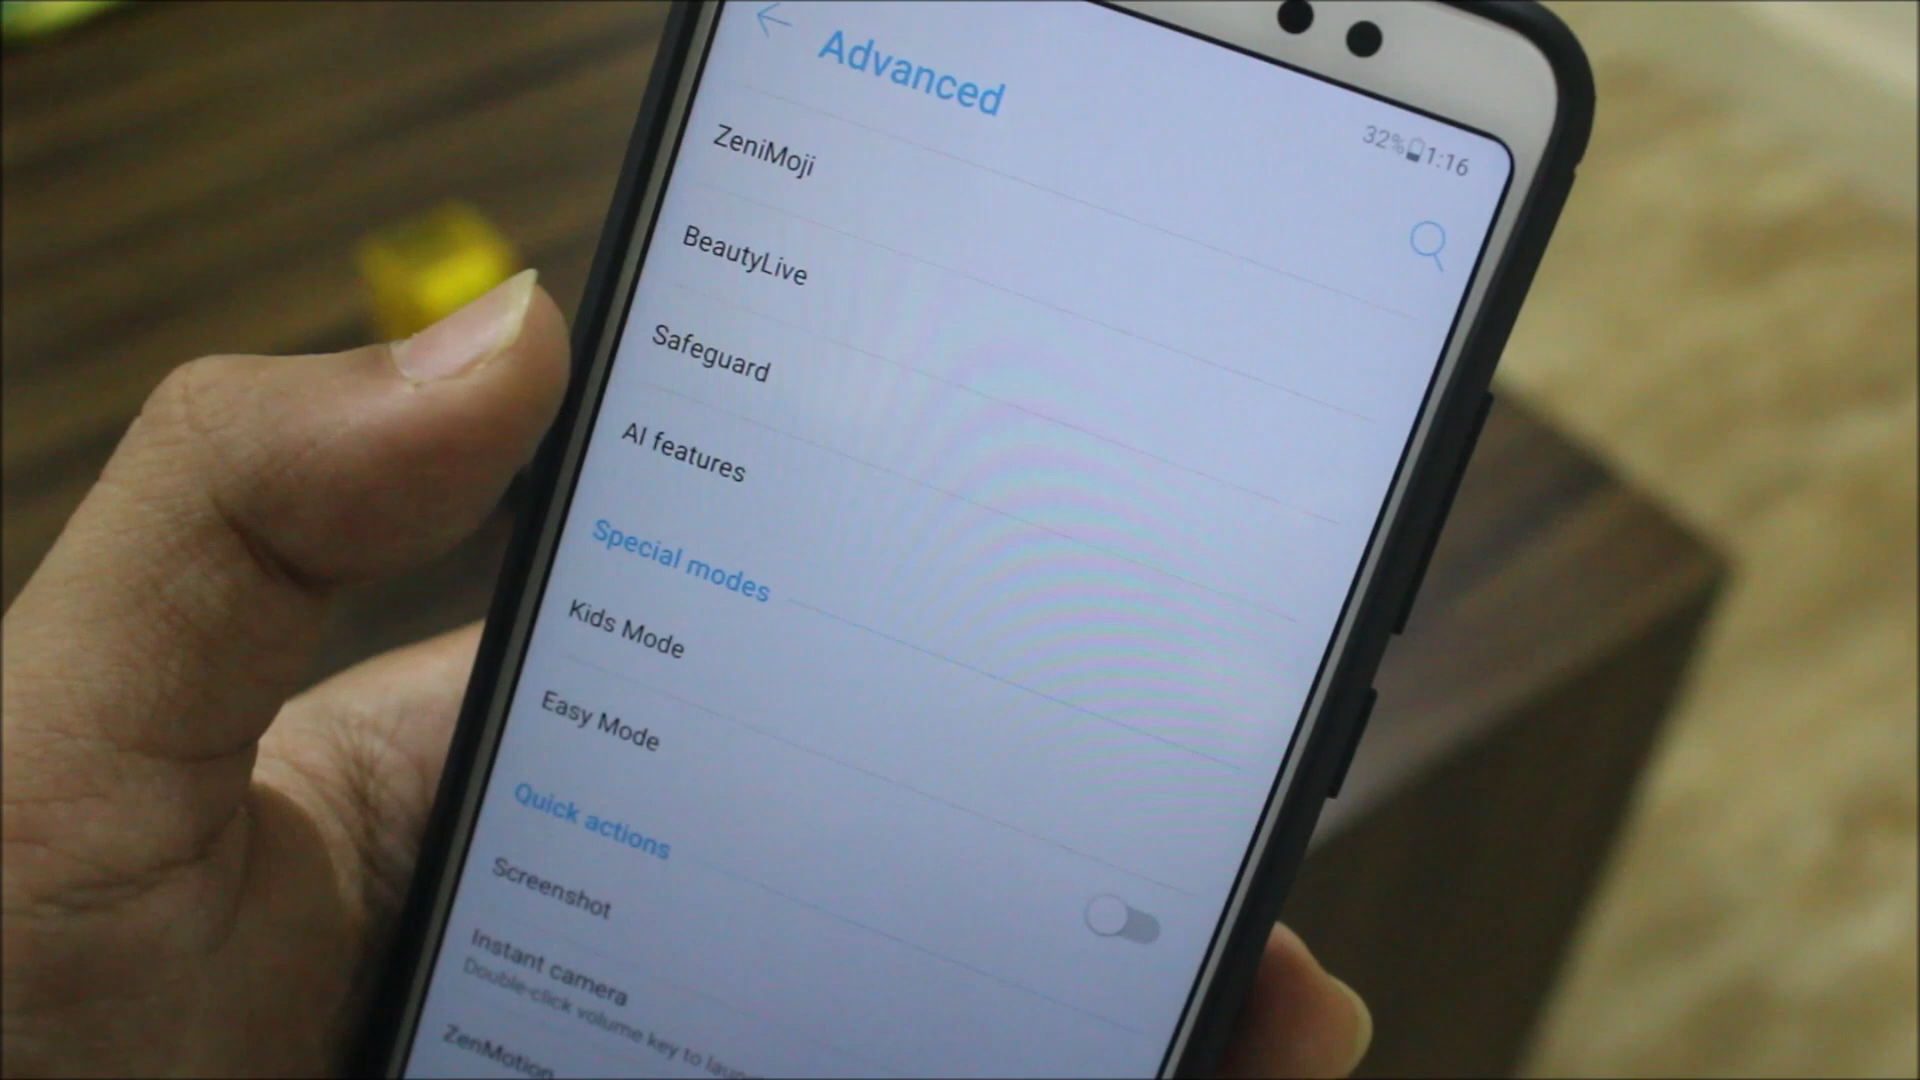 Advanced
32% 1:16
ZeniMoji
BeautyLive
Safeguard
AI features
Special modes
Kids Mode
Easy Mode
Quick actions
Screenshot
Instant camera
Double-click volume key to
ZenMotion